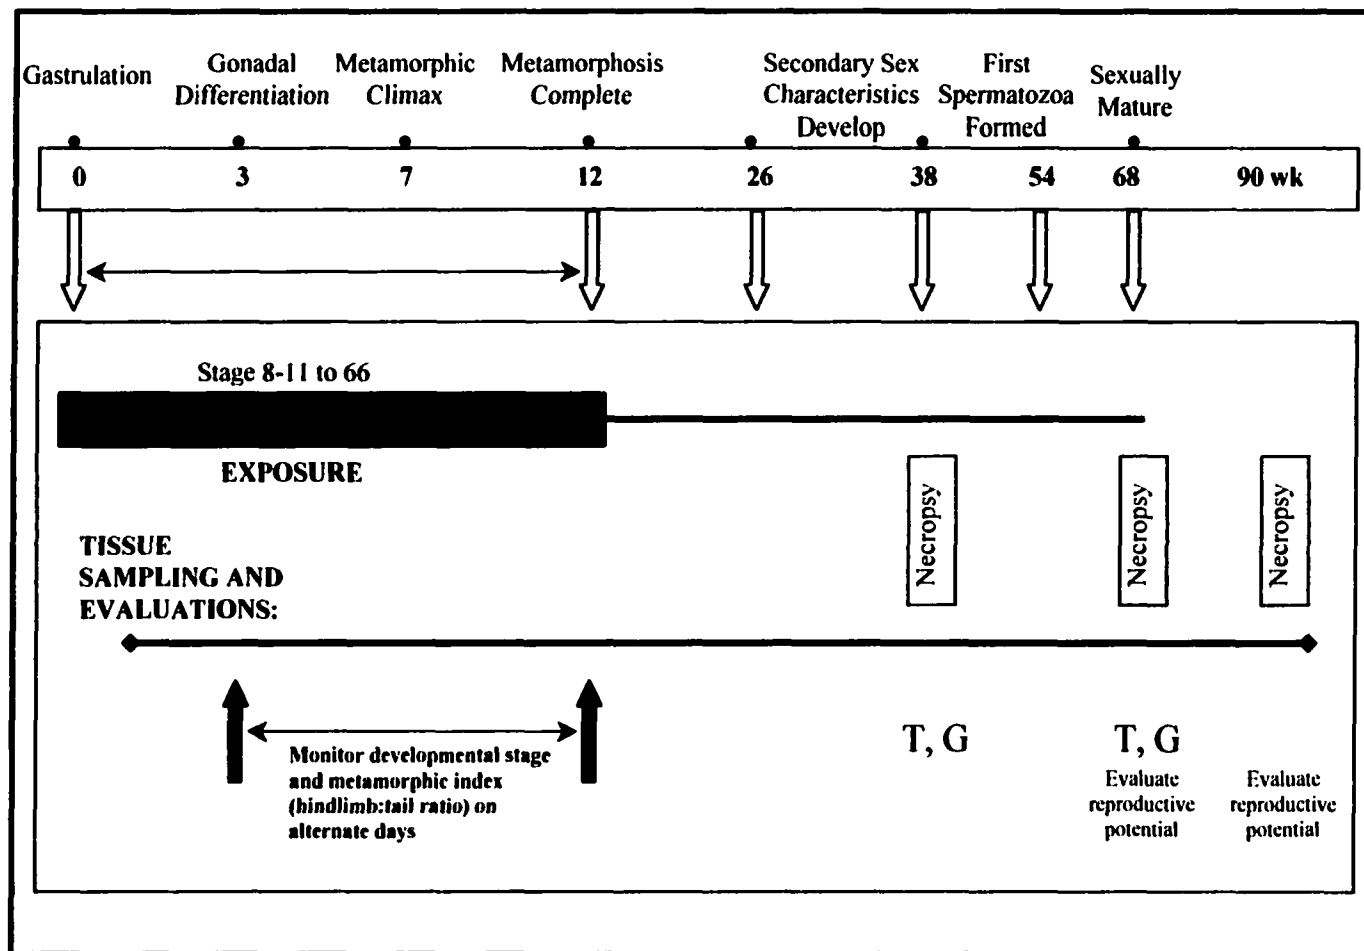 Gastrulation
Gonadal
Differentiation
Metamorphic
Climax
Metamorphosis
Complete
Secondary Sex
Characteristics
Develop
First
Spermatozoa
Formed
Sexually
Mature
0 3 7 12 26 38 54 68 90 wk
Stage 8-11 to 66
EXPOSURE
Necropsy
Necropsy
Necropsy
TISSUE
SAMPLING AND
EVALUATIONS:
Monitor developmental stage
and metamorphic index
(hindlimb:tail ratio) on
alternate days
T, G
T, G
Evaluate
reproductive
potential
Evaluate
reproductive
potential